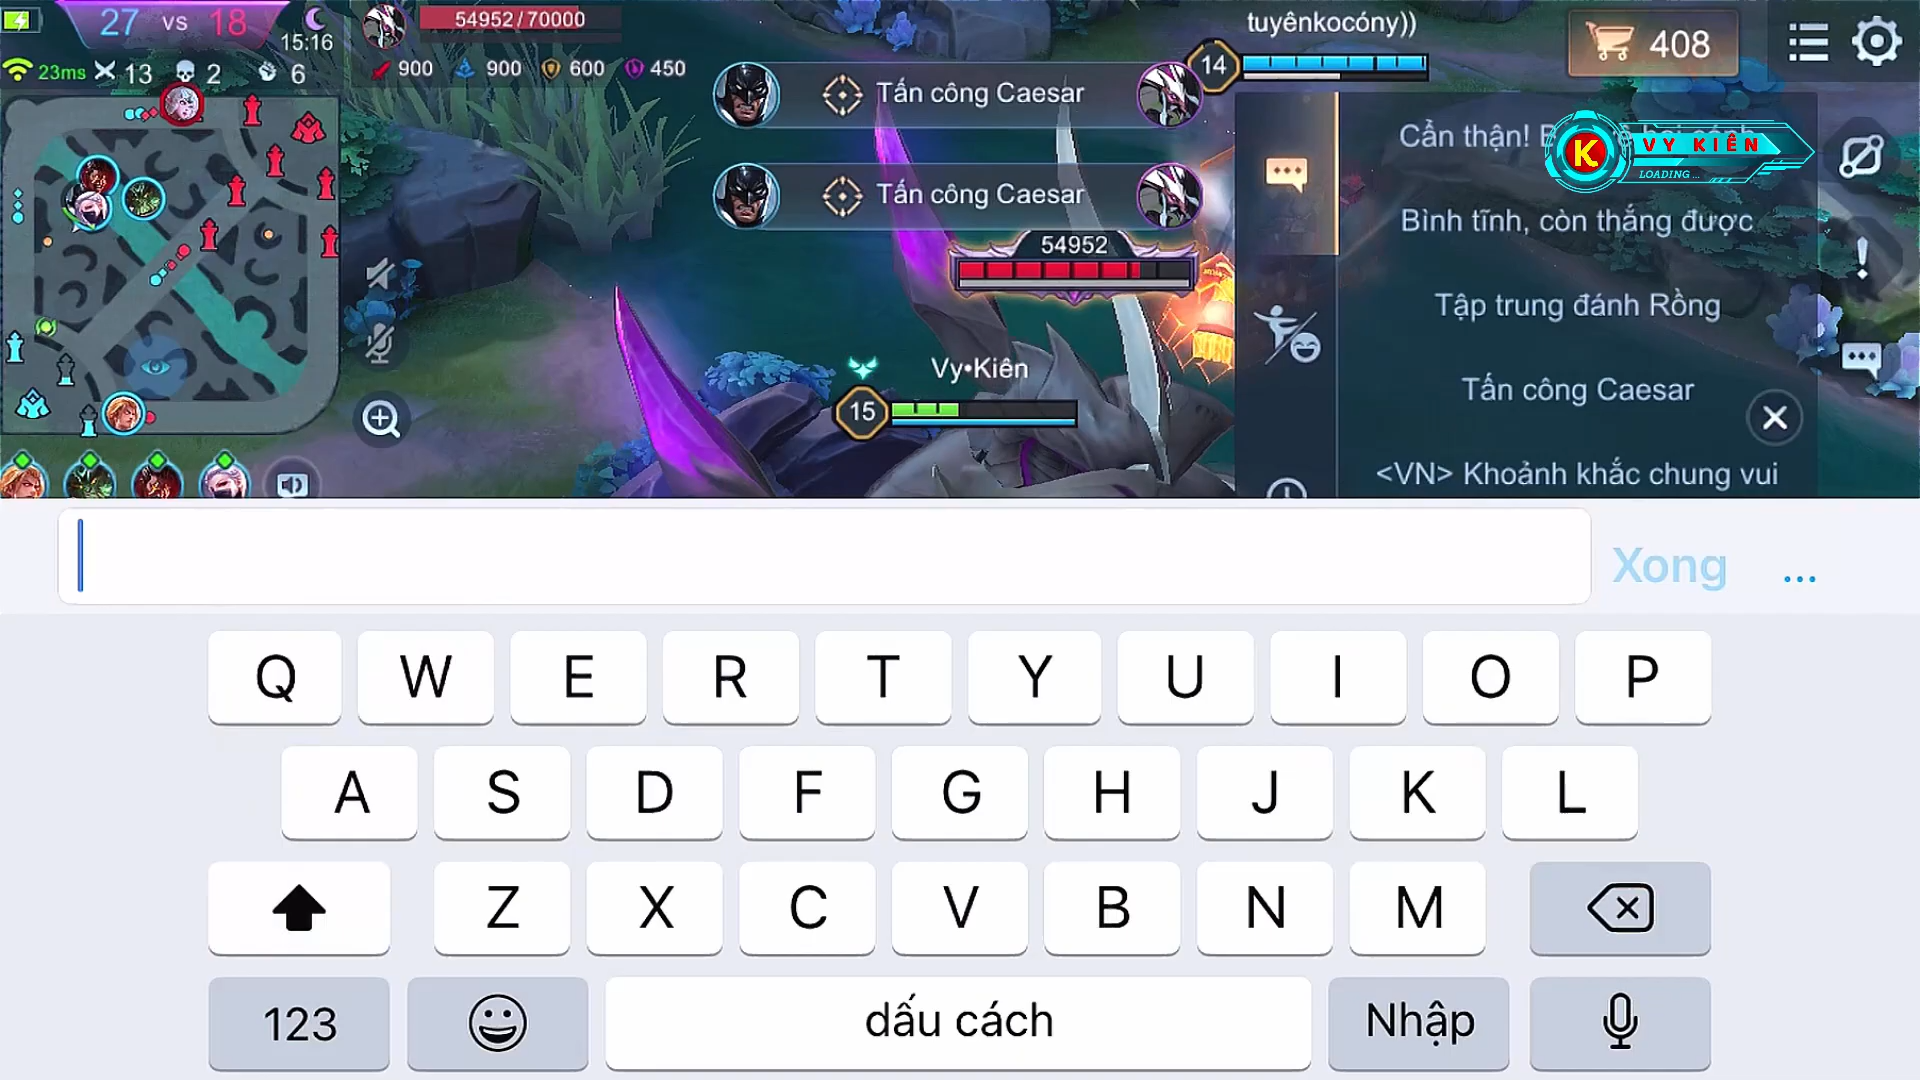 27 vs 18
15:16
23ms
13
2
6
54952/70000
900
900
600
450
Tấn công Caesar
Tấn công Caesar
14
tuyênkocóny))
408
54952
15
Vy•Kiên
Cẩn thận!
K
VY KIÊN
LOADING...
Bình tĩnh, còn thắng được
Tập trung đánh Rồng
Tấn công Caesar
<VN> Khoảnh khắc chung vui
Xong ...
Q W E R T Y U I O P
A S D F G H J K L
Z X C V B N M
123 dấu cách Nhập